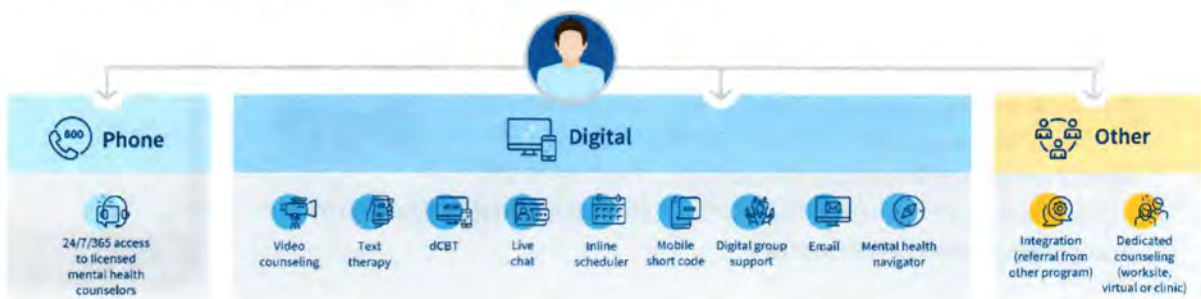 800
Phone
24/7/365 access
to licensed
mental health
counselors
Digital
Video
counseling
Text
therapy
dCBT
Live
chat
Inline
scheduler
Mobile
short code
Digital group
support
Email
Mental health
navigator
Other
Integration
(referral from
other program)
Dedicated
counseling
(worksite,
virtual or clinic)